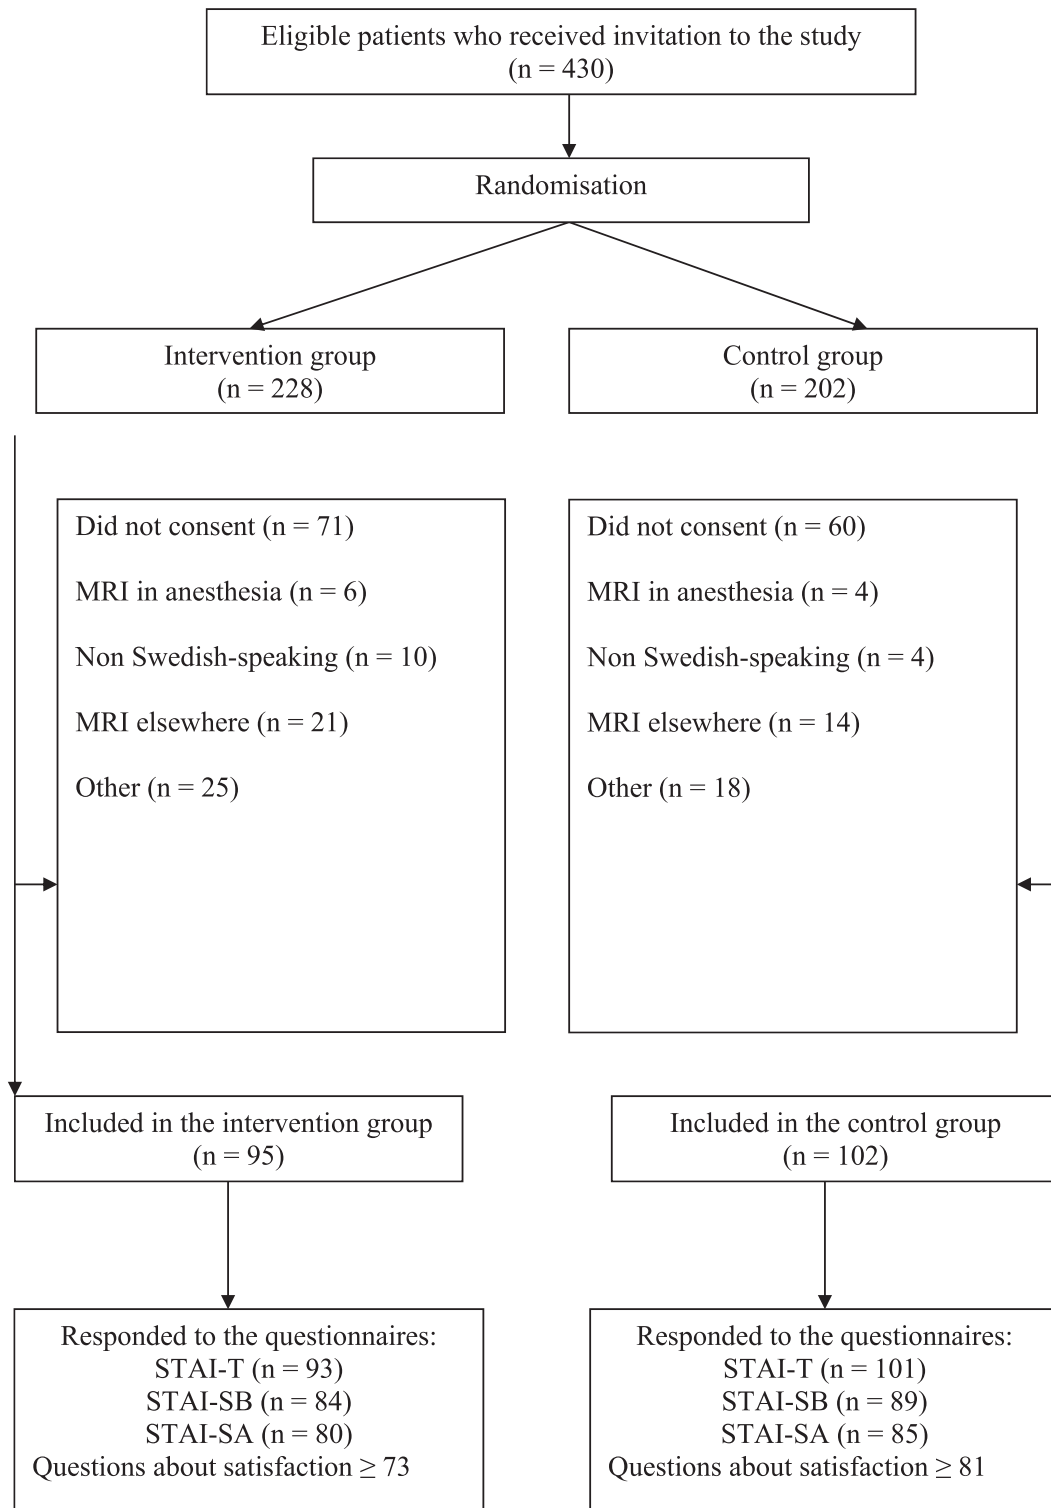 Eligible patients who received invitation to the study
(n = 430)
Randomisation
Intervention group
(n = 228)
Control group
(n = 202)
Did not consent (n = 71)
MRI in anesthesia (n = 6)
Non Swedish-speaking (n = 10)
MRI elsewhere (n = 21)
Other (n = 25)
Did not consent (n = 60)
MRI in anesthesia (n = 4)
Non Swedish-speaking (n = 4)
MRI elsewhere (n = 14)
Other (n = 18)
Included in the intervention group
(n = 95)
Included in the control group
(n = 102)
Responded to the questionnaires:
STAI-T (n = 93)
STAI-SB (n = 84)
STAI-SA (n = 80)
Questions about satisfaction ≥ 73
Responded to the questionnaires:
STAI-T (n = 101)
STAI-SB (n = 89)
STAI-SA (n = 85)
Questions about satisfaction ≥ 81